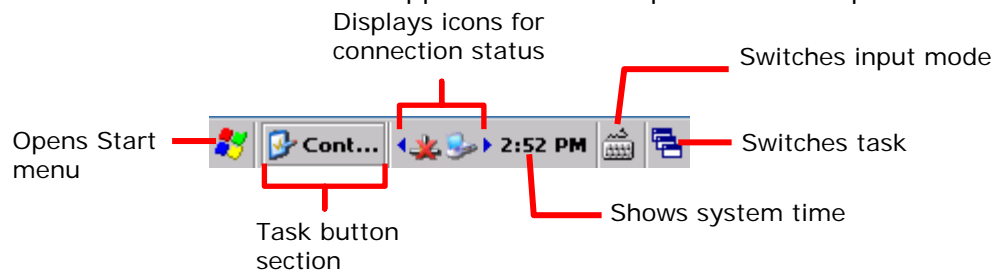 Displays icons for
connection status
Switches input mode
Opens Start
menu
Cont...
2:52 PM
Switches task
Shows system time
Task button
section